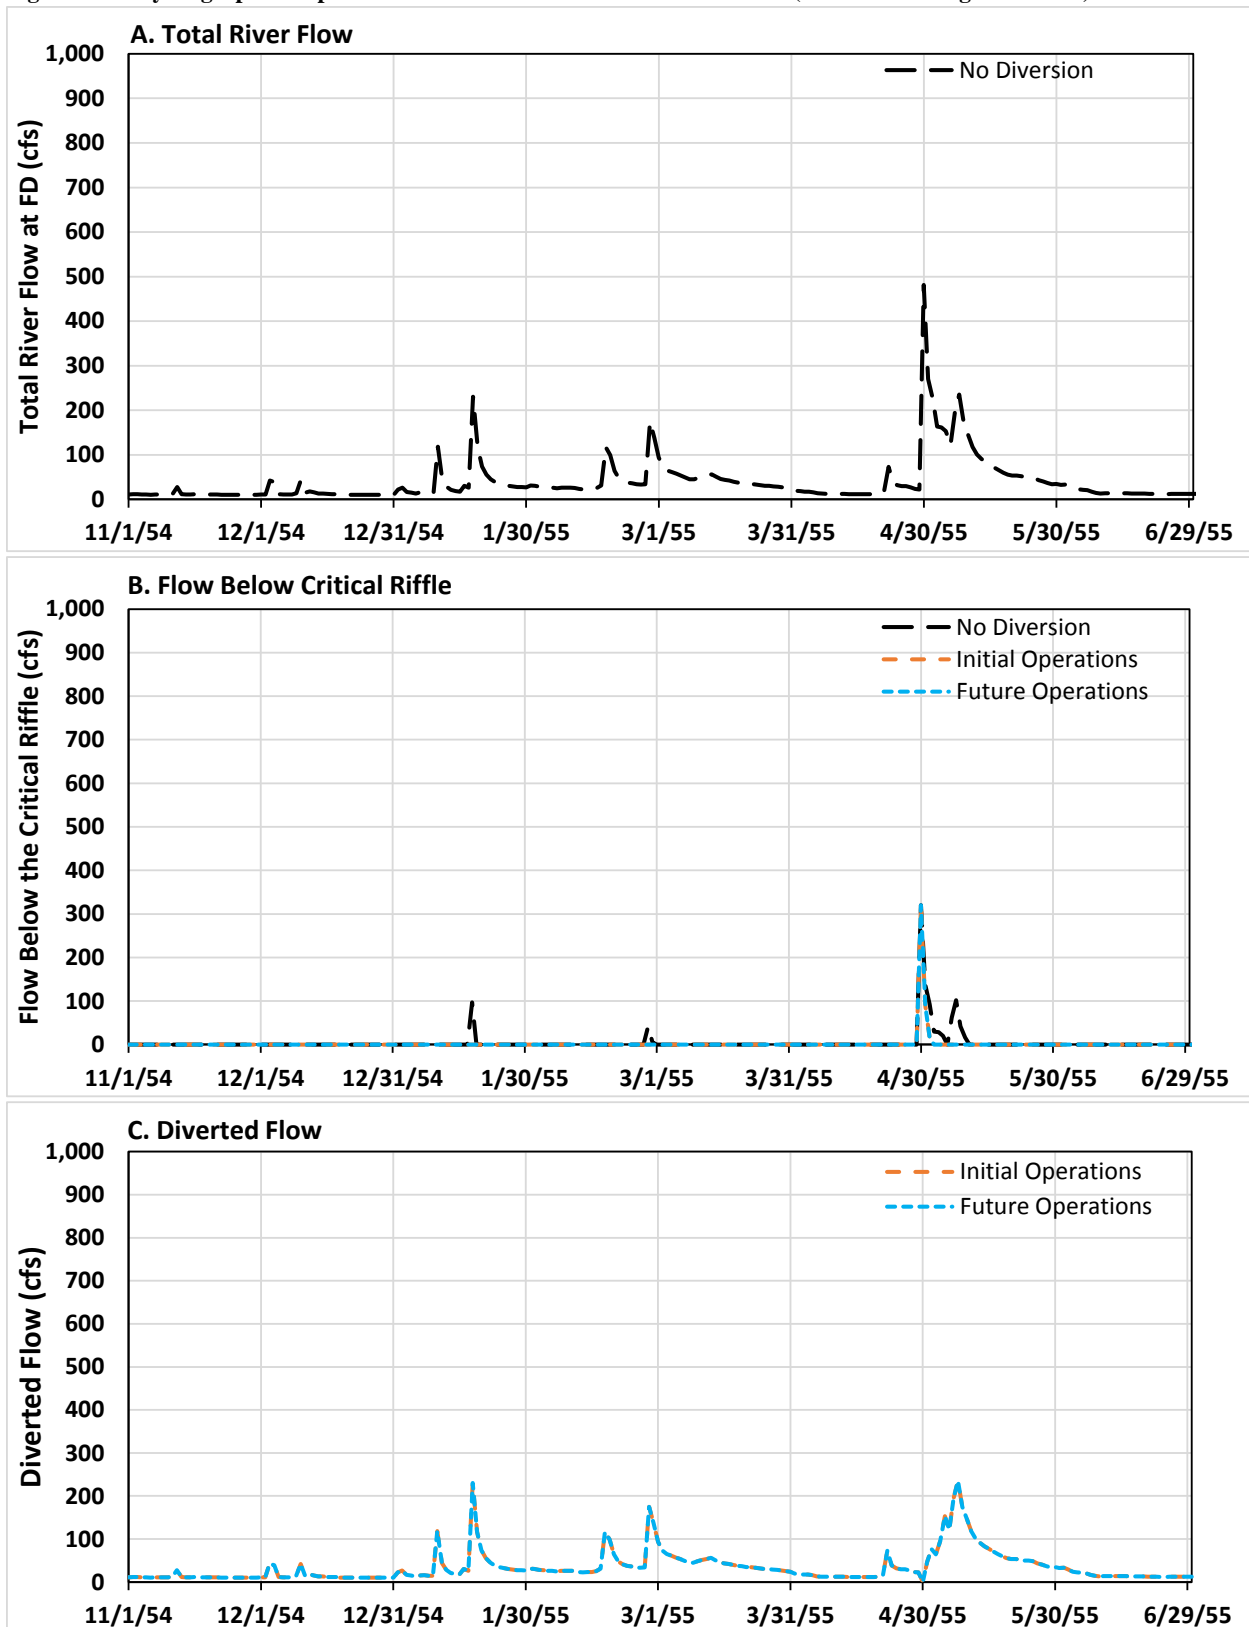 A. Total River Flow
Total River Flow at FD (cfs)
1,000
900
800
700
600
500
400
300
200
100
0
No Diversion
11/1/54 12/1/54 12/31/54 1/30/55 3/1/55 3/31/55 4/30/55 5/30/55 6/29/55
B. Flow Below Critical Riffle
Flow Below the Critical Riffle (cfs)
1,000
900
800
700
600
500
400
300
200
100
0
No Diversion
Initial Operations
Future Operations
11/1/54 12/1/54 12/31/54 1/30/55 3/1/55 3/31/55 4/30/55 5/30/55 6/29/55
C. Diverted Flow
Diverted Flow (cfs)
1,000
900
800
700
600
500
400
300
200
100
0
Initial Operations
Future Operations
11/1/54 12/1/54 12/31/54 1/30/55 3/1/55 3/31/55 4/30/55 5/30/55 6/29/55